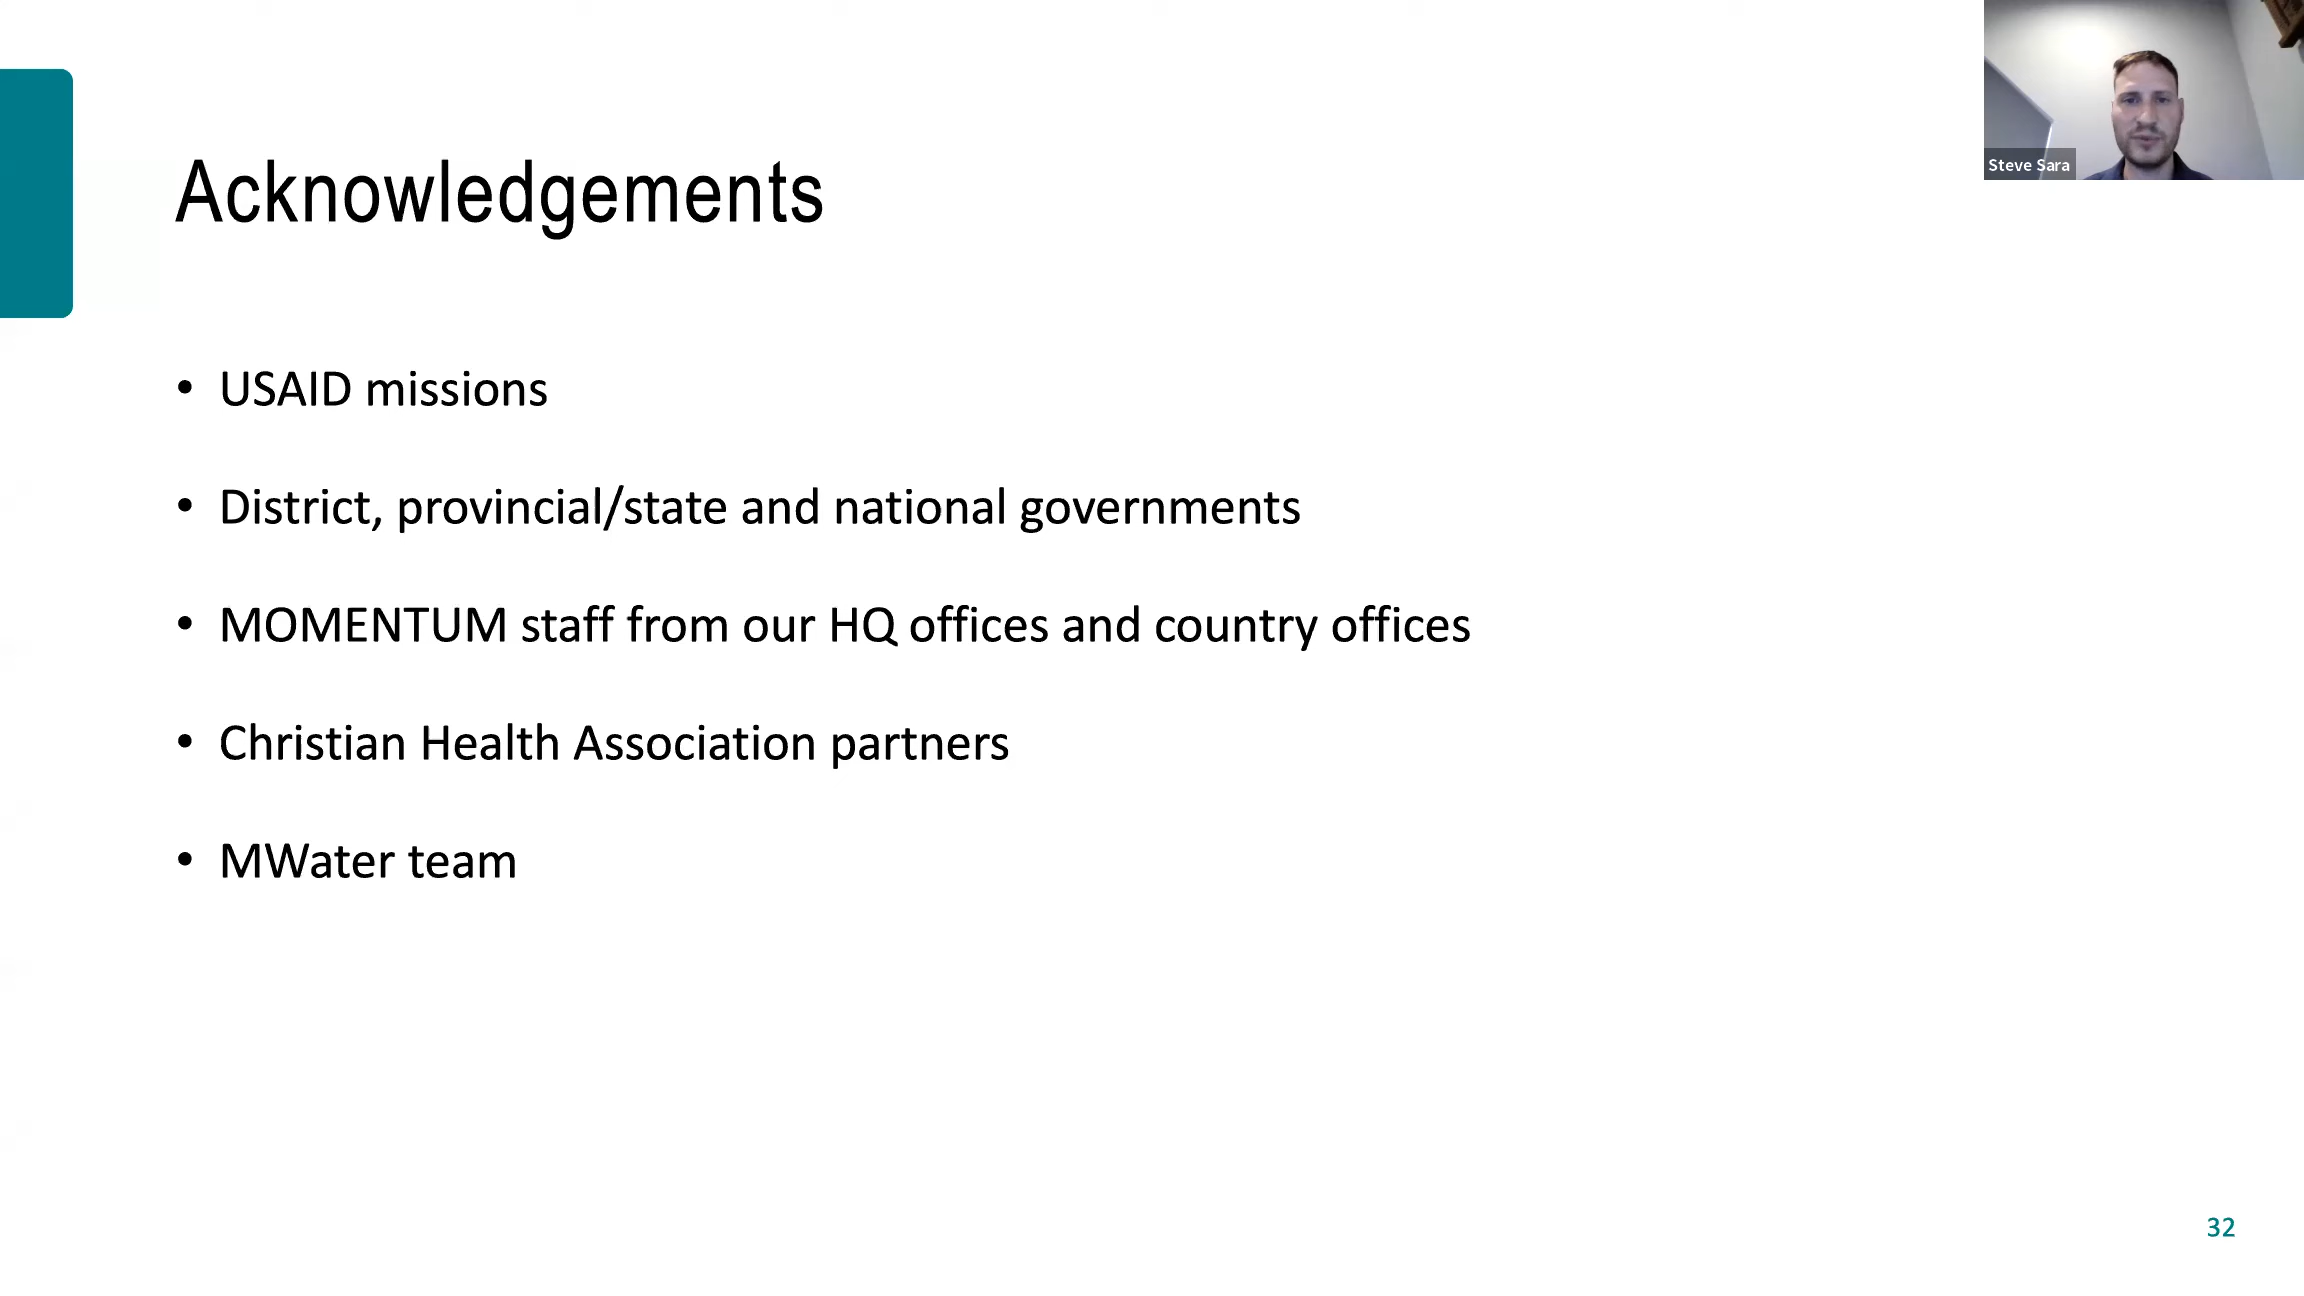 Steve Sara
Acknowledgements
• USAID missions
• District, provincial/state and national governments
• MOMENTUM staff from our HQ offices and country offices
• Christian Health Association partners
• MWater team
32